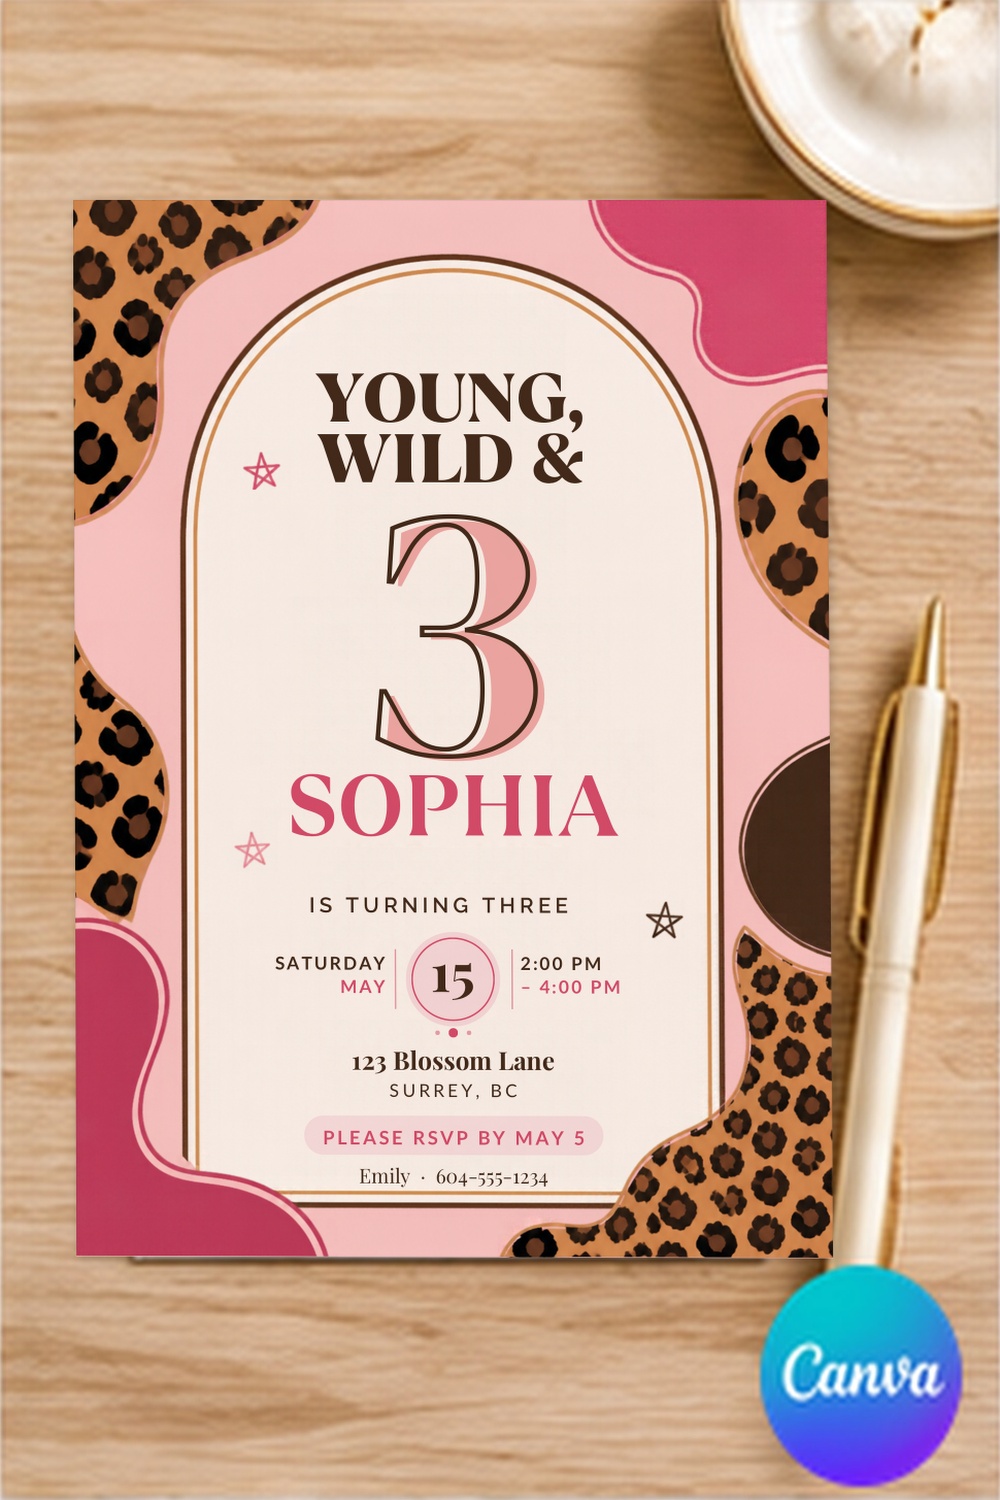 YOUNG,
WILD &
3
SOPHIA
IS TURNING THREE
SATURDAY
MAY
15
2:00 PM
– 4:00 PM
123 Blossom Lane
SURREY, BC
PLEASE RSVP BY MAY 5
Emily · 604-555-1234
Canva